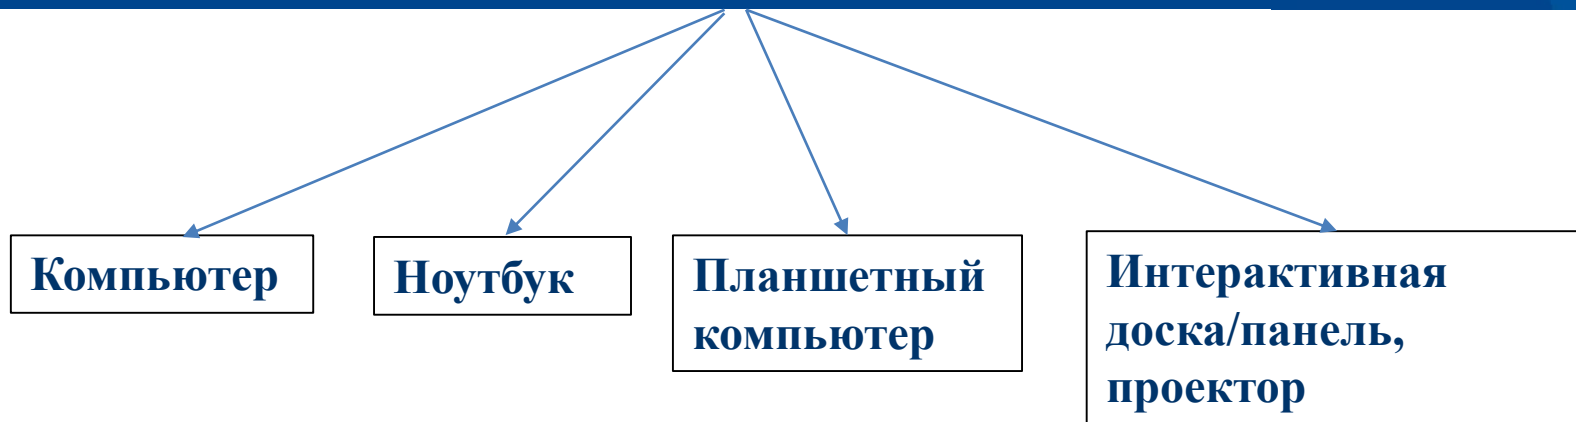 Компьютер
Ноутбук
Планшетный
компьютер
Интерактивная
доска/панель,
проектор